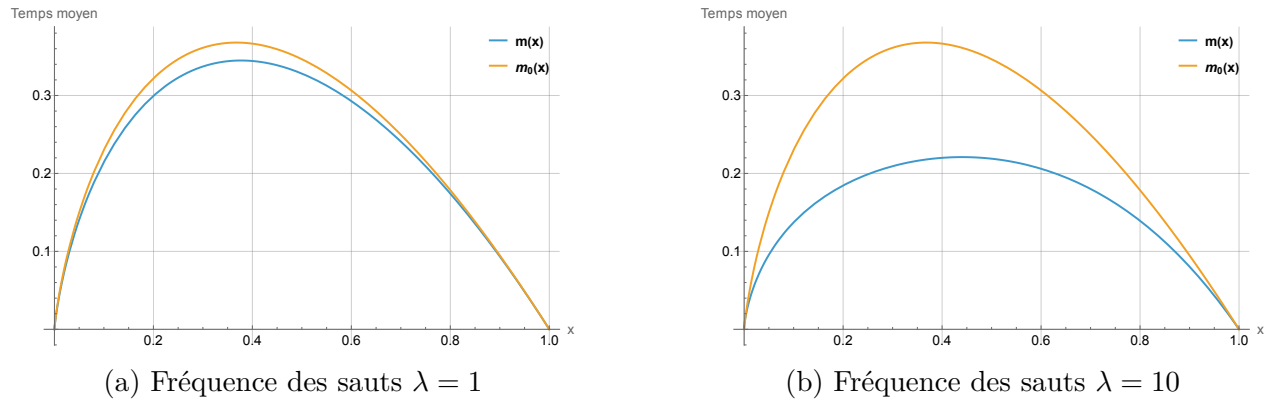 Temps moyen
m(x)
m₀(x)
0.3
0.2
0.1
0.2 0.4 0.6 0.8 1.0 x
(a) Fréquence des sauts λ = 1
Temps moyen
m(x)
m₀(x)
0.3
0.2
0.1
0.2 0.4 0.6 0.8 1.0 x
(b) Fréquence des sauts λ = 10